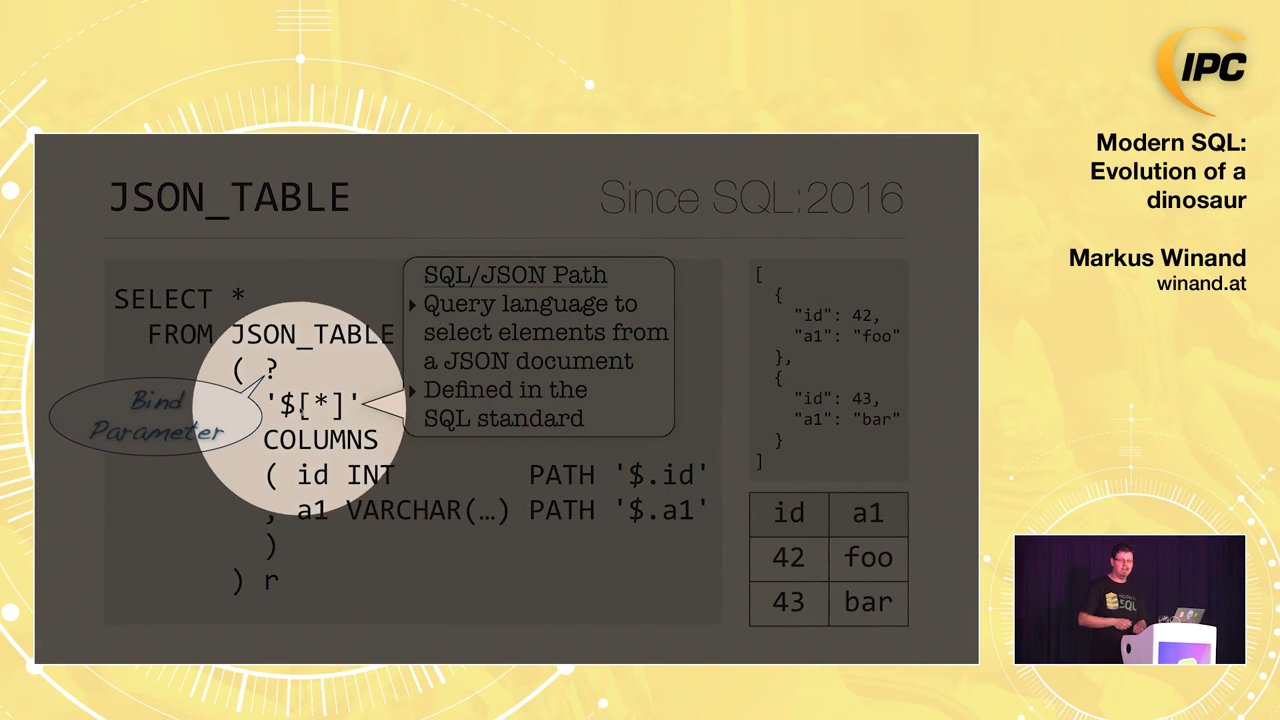 IPC
Modern SQL:
Evolution of a
dinosaur
Markus Winand
winand.at
JSON_TABLE
Since SQL:2016
SELECT *
FROM JSON_TABLE
( ?
'$[*]'
COLUMNS
( id INT PATH '$.id'
, a1 VARCHAR(…) PATH '$.a1'
)
) r
Bind
Parameter
SQL/JSON Path
‣ Query language to
select elements from
a JSON document
‣ Defined in the
SQL standard
[
{
"id": 42,
"a1": "foo"
},
{
"id": 43,
"a1": "bar"
}
]
id a1
42 foo
43 bar
SQL